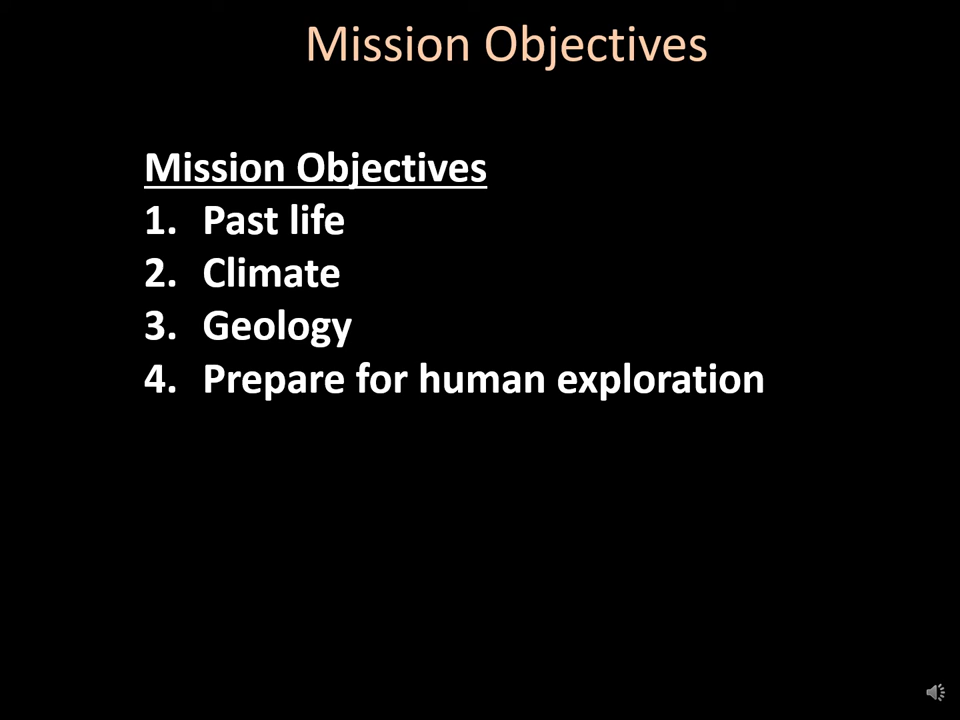 Mission Objectives
Mission Objectives
1. Past life
2. Climate
3. Geology
4. Prepare for human exploration